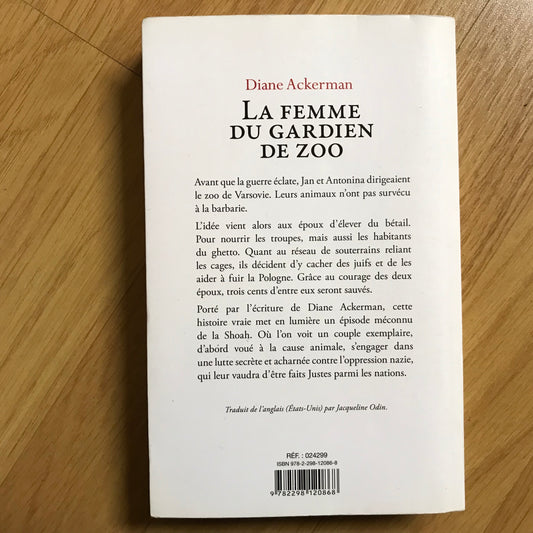 Diane Ackerman
La femme
du gardien
de zoo
Avant que la guerre éclate, Jan et Antonina dirigeaient
le zoo de Varsovie. Leurs animaux n'ont pas survécu
à la barbarie.
L'idée vient alors aux époux d'élever du bétail.
Pour nourrir les troupes, mais aussi les habitants
du ghetto. Quant au réseau de souterrains reliant
les cages, ils décident d'y cacher des juifs et de les
aider à fuir la Pologne. Grâce au courage des deux
époux, trois cents d'entre eux seront sauvés.
Porté par l'écriture de Diane Ackerman, cette
histoire vraie met en lumière un épisode méconnu
de la Shoah. Où l'on voit un couple exemplaire,
d'abord voué à la cause animale, s'engager dans
une lutte secrète et acharnée contre l'oppression nazie,
qui leur vaudra d'être faits Justes parmi les nations.
Traduit de l'anglais (États-Unis) par Jacqueline Odin.
RÉF. : 024299
ISBN 978-2-298-12086-8
9 782298 120868